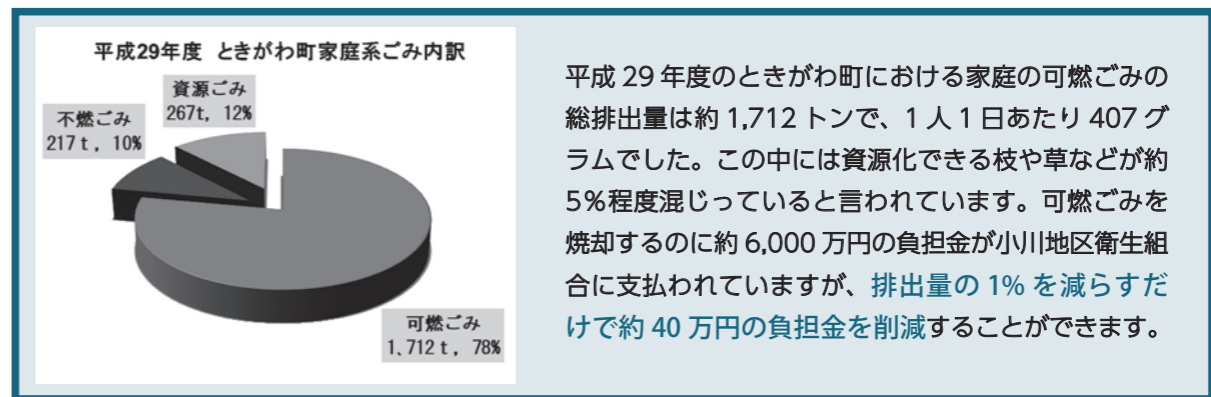 平成29年度 ときがわ町家庭系ごみ内訳
資源ごみ
267t, 12%
不燃ごみ
217t, 10%
可燃ごみ
1,712t, 78%
平成 29 年度のときがわ町における家庭の可燃ごみの
総排出量は約 1,712 トンで、1 人 1 日あたり 407 グ
ラムでした。この中には資源化できる枝や草などが約
5％程度混じっていると言われています。可燃ごみを
焼却するのに約 6,000 万円の負担金が小川地区衛生組
合に支払われていますが、排出量の 1% を減らすだ
けで約 40 万円の負担金を削減することができます。